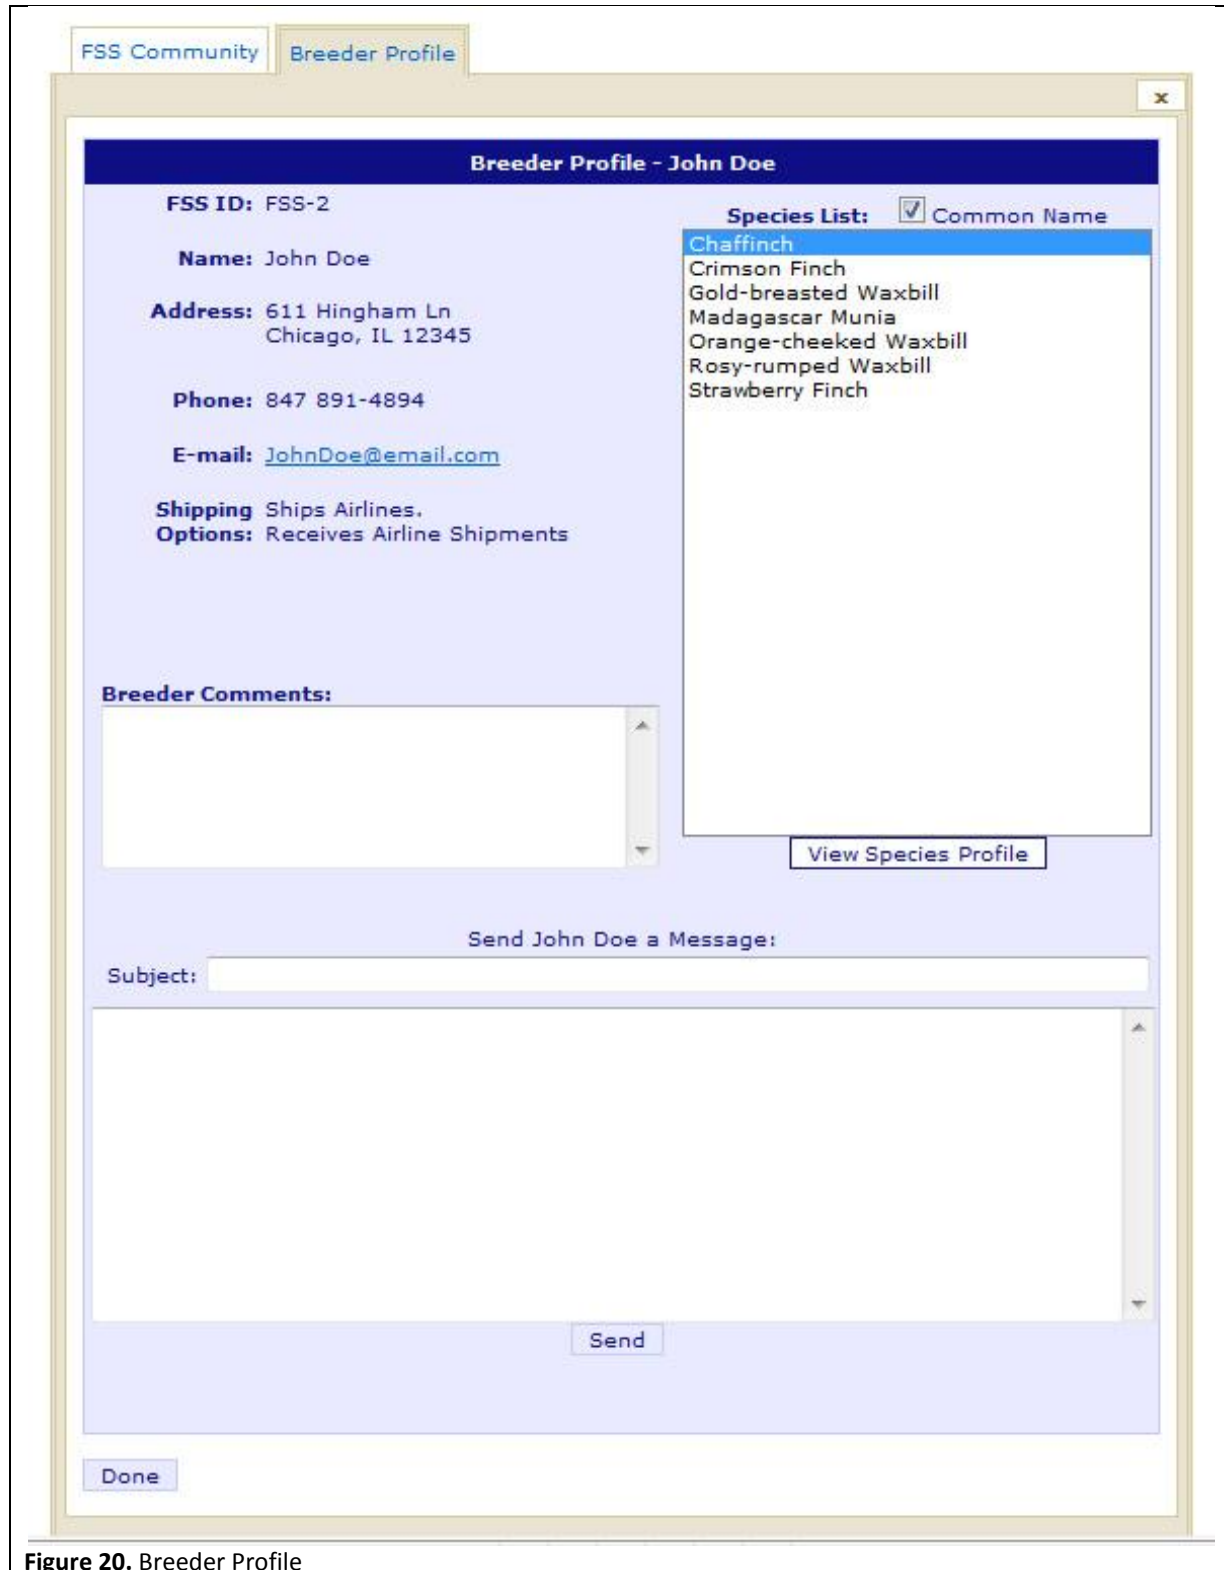 FSS Community
Breeder Profile
x
Breeder Profile - John Doe
FSS ID: FSS-2
Name: John Doe
Address: 611 Hingham Ln
Chicago, IL 12345
Phone: 847 891-4894
E-mail: JohnDoe@email.com
Shipping Ships Airlines.
Options: Receives Airline Shipments
Breeder Comments:
Species List: Common Name
Chaffinch
Crimson Finch
Gold-breasted Waxbill
Madagascar Munia
Orange-cheeked Waxbill
Rosy-rumped Waxbill
Strawberry Finch
View Species Profile
Send John Doe a Message:
Subject:
Send
Done
Figure 20. Breeder Profile